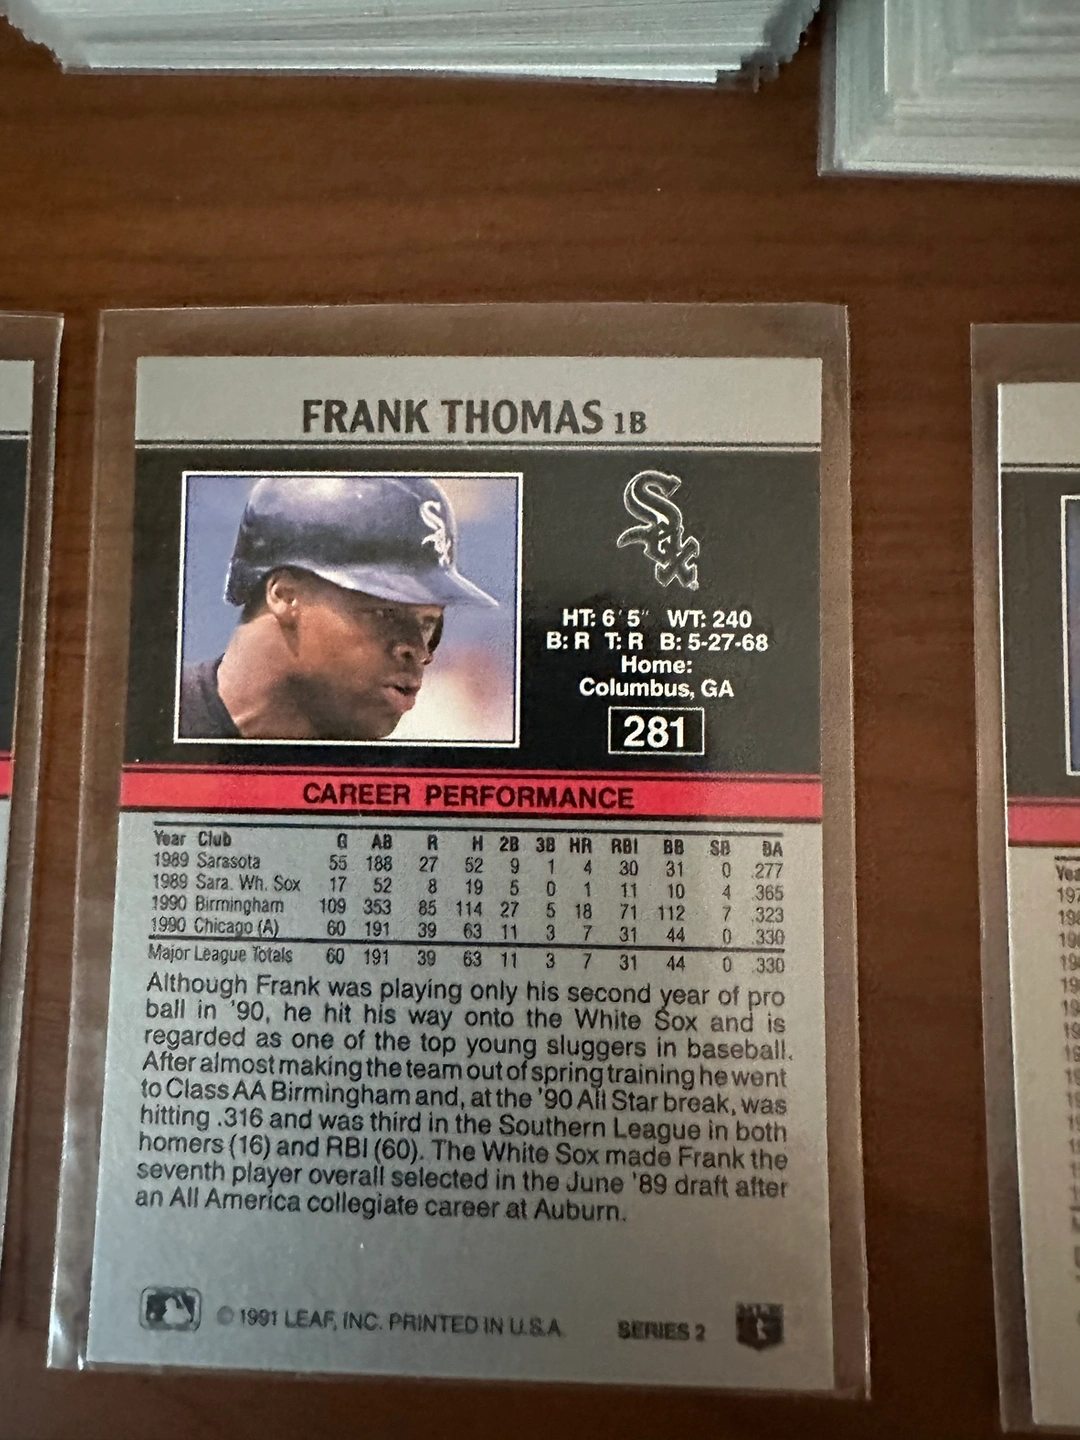 FRANK THOMAS 1B
Sox
Sox
HT: 6'5" WT: 240
B: R T: R B: 5-27-68
Home:
Columbus, GA
281
CAREER PERFORMANCE
Year Club G AB R H 2B 3B HR RBI BB SB BA
1989 Sarasota 55 188 27 52 9 1 4 30 31 0 .277
1989 Sara. Wh. Sox 17 52 8 19 5 0 1 11 10 4 .365
1990 Birmingham 109 353 85 114 27 5 18 71 112 7 .323
1990 Chicago (A) 60 191 39 63 11 3 7 31 44 0 .330
Major League Totals 60 191 39 63 11 3 7 31 44 0 .330
Although Frank was playing only his second year of pro
ball in '90, he hit his way onto the White Sox and is
regarded as one of the top young sluggers in baseball.
After almost making the team out of spring training he went
to Class AA Birmingham and, at the '90 All Star break, was
hitting .316 and was third in the Southern League in both
homers (16) and RBI (60). The White Sox made Frank the
seventh player overall selected in the June '89 draft after
an All America collegiate career at Auburn.
© 1991 LEAF, INC. PRINTED IN U.S.A.
SERIES 2